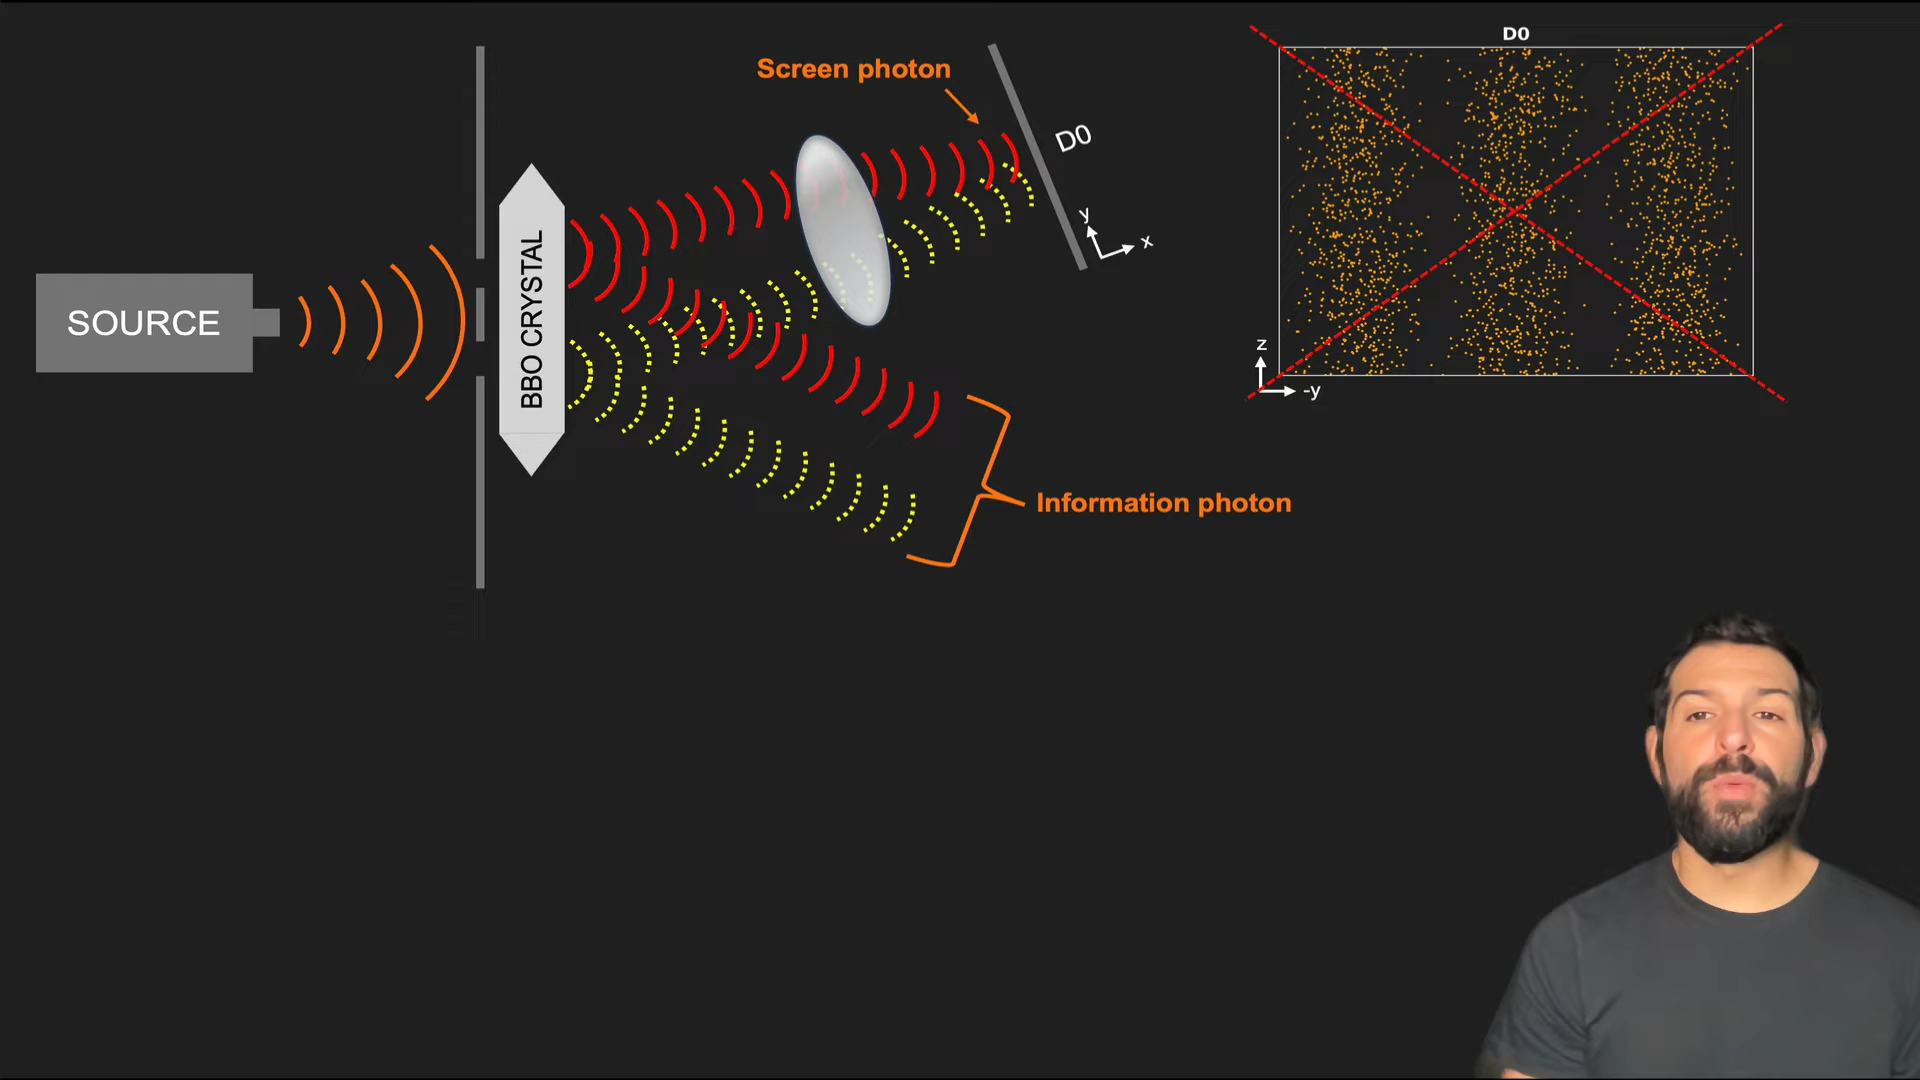 Screen photon
D0
D0
y
x
SOURCE
BBO CRYSTAL
z
-y
Information photon